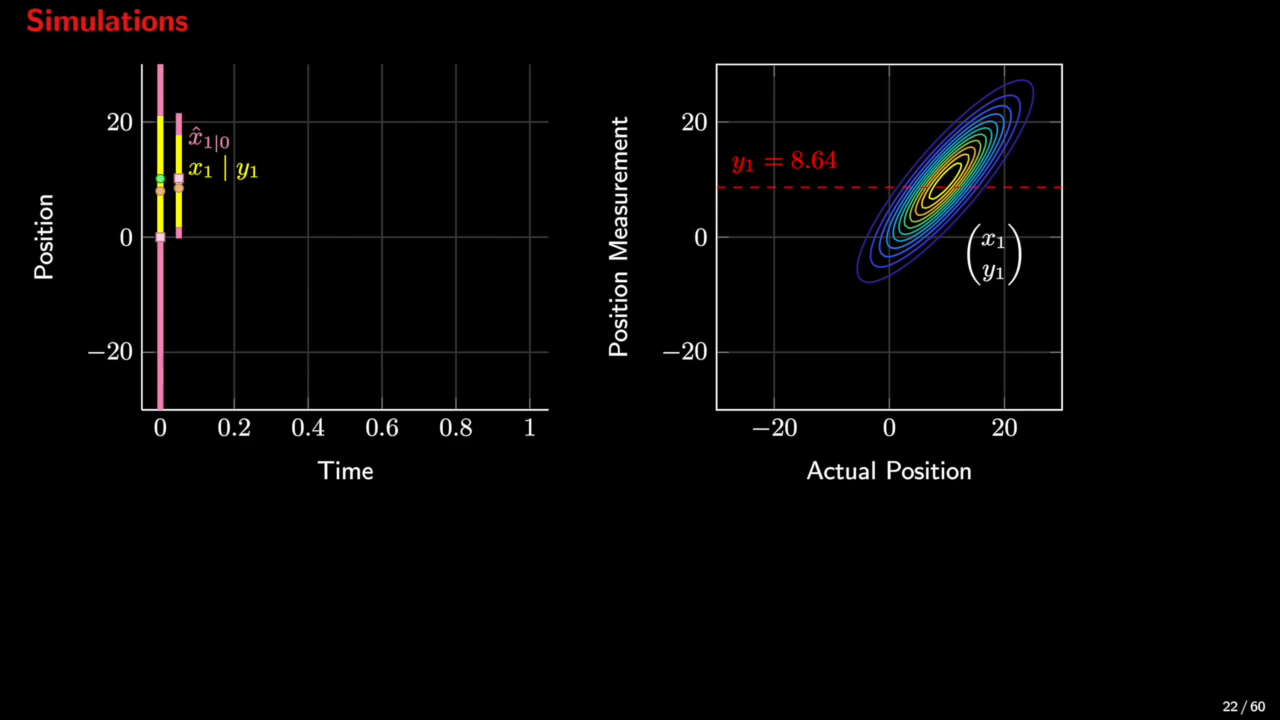 Simulations
Position
20
0
−20
0 0.2 0.4 0.6 0.8 1
Time
x̂₁|₀
x₁ | y₁
Position Measurement
20
0
−20
−20 0 20
Actual Position
y₁ = 8.64
(x₁
y₁)
22 / 60